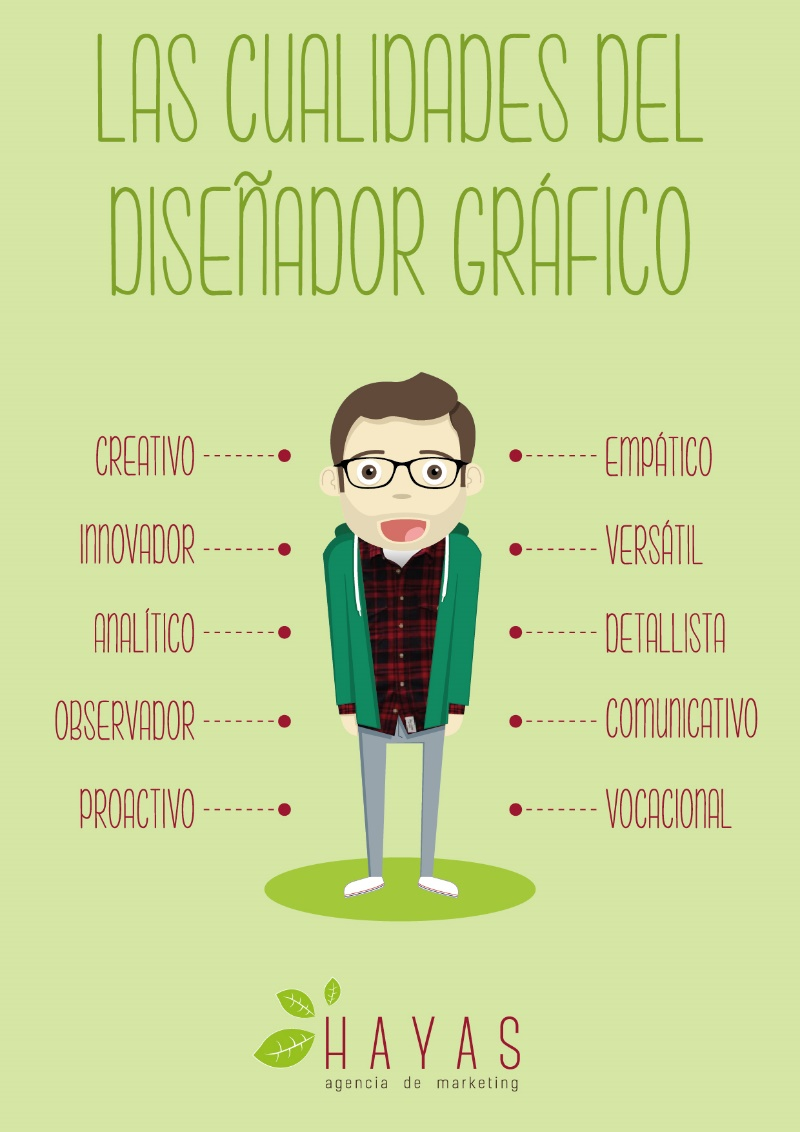 LAS CUALIDADES DEL
DISEÑADOR GRÁFICO
CREATIVO
INNOVADOR
ANALÍTICO
OBSERVADOR
PROACTIVO
EMPÁTICO
VERSÁTIL
DETALLISTA
COMUNICATIVO
VOCACIONAL
HAYAS
agencia de marketing